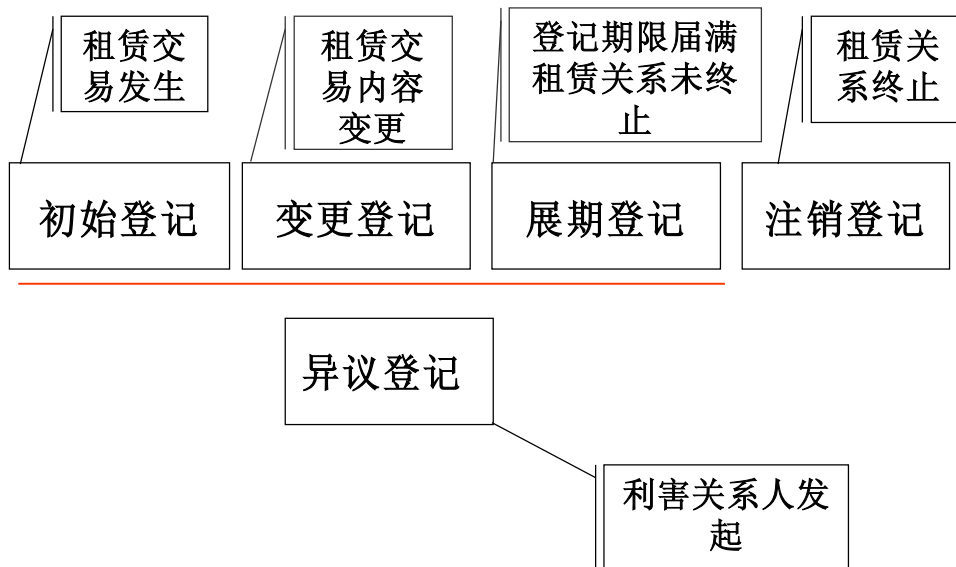 租赁交
易发生
租赁交
易内容
变更
登记期限届满
租赁关系未终
止
租赁关
系终止
初始登记
变更登记
展期登记
注销登记
异议登记
利害关系人发
起